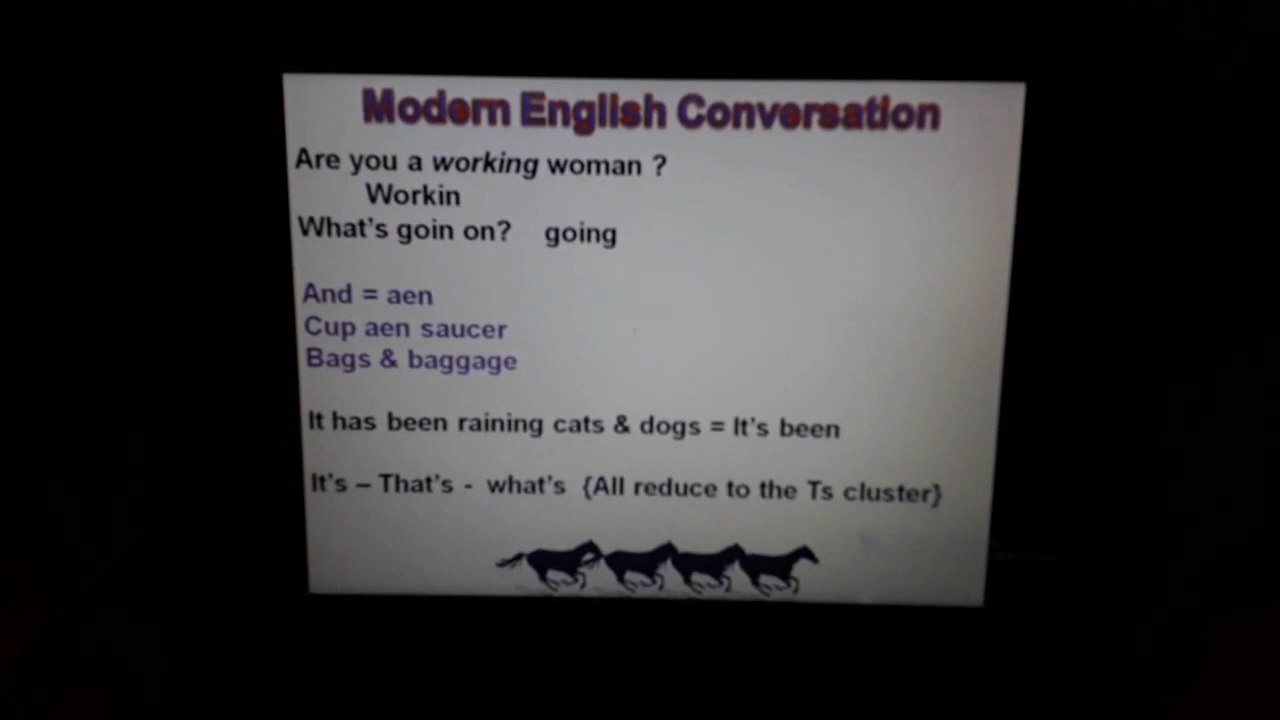 Modern English Conversation
Are you a working woman ?
Workin
What's goin on? going
And = aen
Cup aen saucer
Bags & baggage
It has been raining cats & dogs = It's been
It's – That's - what's {All reduce to the Ts cluster}